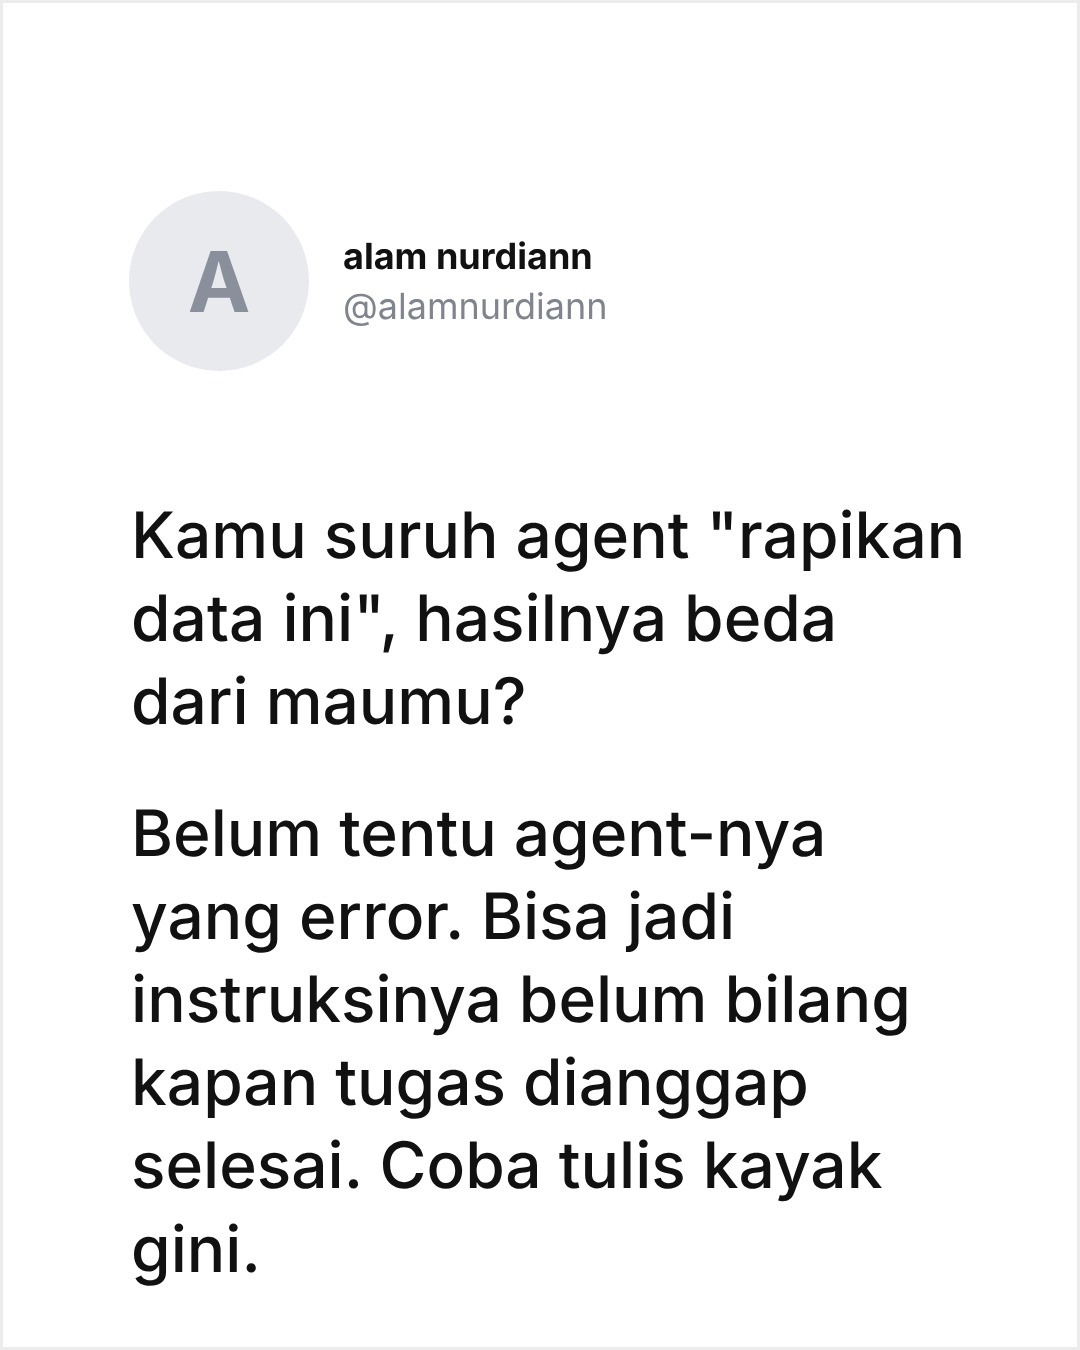 A
alam nurdiann
@alamnurdiann
Kamu suruh agent "rapikan
data ini", hasilnya beda
dari maumu?
Belum tentu agent-nya
yang error. Bisa jadi
instruksinya belum bilang
kapan tugas dianggap
selesai. Coba tulis kayak
gini.